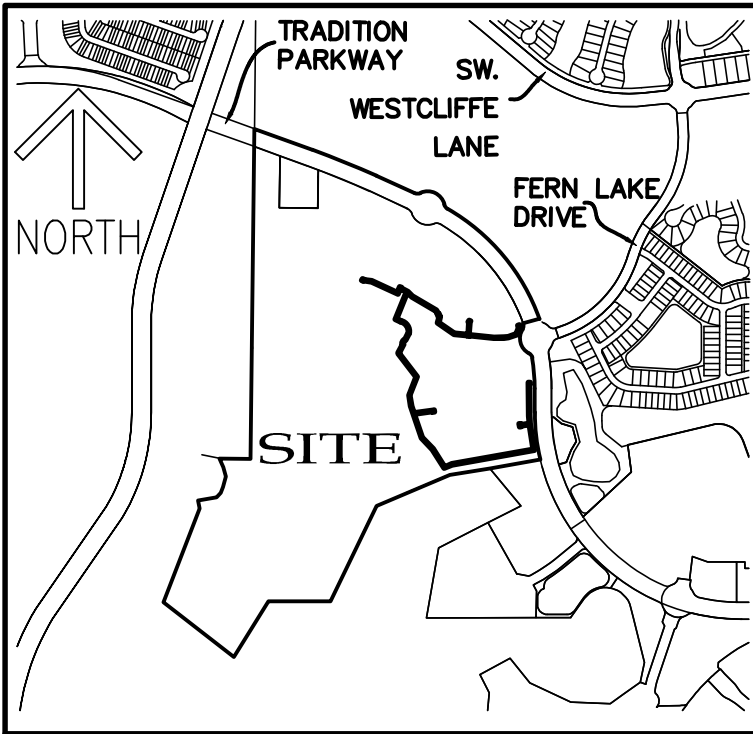 TRADITION
PARKWAY
SW.
WESTCLIFFE
LANE
FERN LAKE
DRIVE
NORTH
SITE